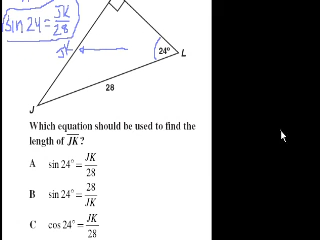 sin 24 = JK/28
JK
24°
L
28
J
Which equation should be used to find the
length of JK?
A sin 24° = JK/28
B sin 24° = 28/JK
C cos 24° = JK/28